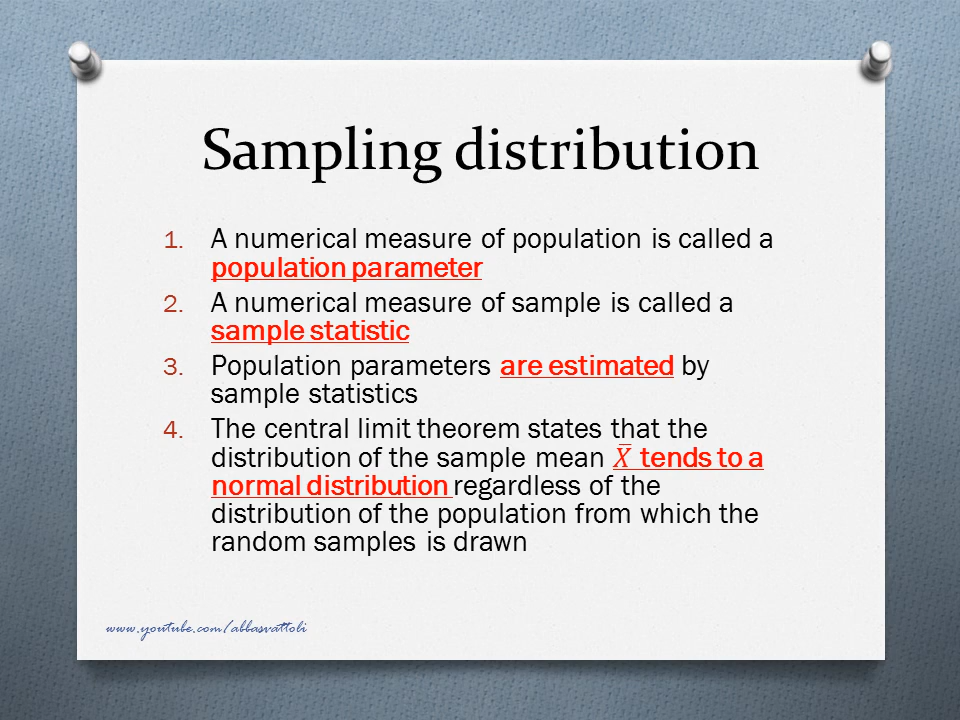 Sampling distribution
1. A numerical measure of population is called a
population parameter
2. A numerical measure of sample is called a
sample statistic
3. Population parameters are estimated by
sample statistics
4. The central limit theorem states that the
distribution of the sample mean X̅ tends to a
normal distribution regardless of the
distribution of the population from which the
random samples is drawn
www.youtube.com/abbasvattoli